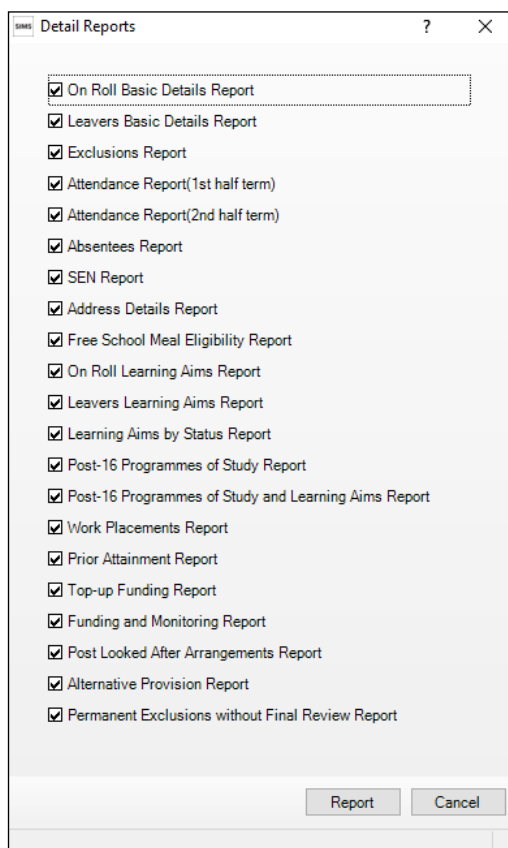 SIMS Detail Reports ? ×
On Roll Basic Details Report
Leavers Basic Details Report
Exclusions Report
Attendance Report(1st half term)
Attendance Report(2nd half term)
Absentees Report
SEN Report
Address Details Report
Free School Meal Eligibility Report
On Roll Learning Aims Report
Leavers Learning Aims Report
Learning Aims by Status Report
Post-16 Programmes of Study Report
Post-16 Programmes of Study and Learning Aims Report
Work Placements Report
Prior Attainment Report
Top-up Funding Report
Funding and Monitoring Report
Post Looked After Arrangements Report
Alternative Provision Report
Permanent Exclusions without Final Review Report
Report Cancel